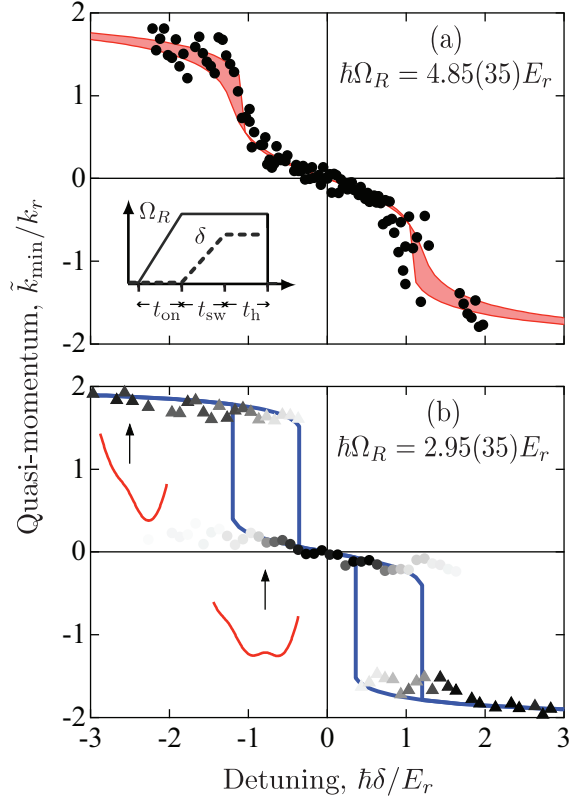 2
1
0
-1
-2
(a)
ħΩ_R = 4.85(35)E_r
Ω_R
δ
t_on
t_sw
t_h
Quasi-momentum, k̃_min/k_r
2
1
0
-1
-2
(b)
ħΩ_R = 2.95(35)E_r
-3 -2 -1 0 1 2 3
Detuning, ħδ/E_r